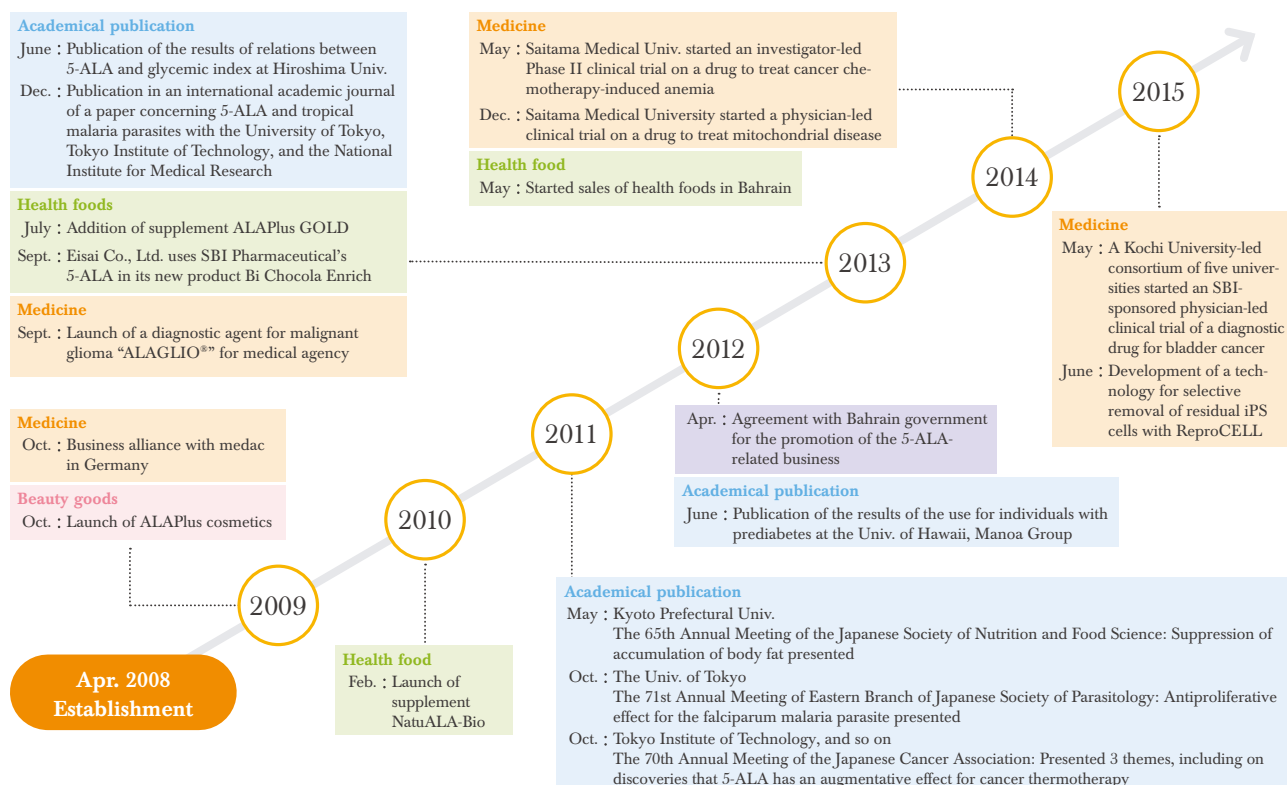 Academical publication
June : Publication of the results of relations between
5-ALA and glycemic index at Hiroshima Univ.
Dec. : Publication in an international academic journal
of a paper concerning 5-ALA and tropical
malaria parasites with the University of Tokyo,
Tokyo Institute of Technology, and the National
Institute for Medical Research
Health foods
July : Addition of supplement ALAPlus GOLD
Sept. : Eisai Co., Ltd. uses SBI Pharmaceutical's
5-ALA in its new product Bi Chocola Enrich
Medicine
Sept. : Launch of a diagnostic agent for malignant
glioma "ALAGLIO®" for medical agency
Medicine
May : Saitama Medical Univ. started an investigator-led
Phase II clinical trial on a drug to treat cancer che-
motherapy-induced anemia
Dec. : Saitama Medical University started a physician-led
clinical trial on a drug to treat mitochondrial disease
Health food
May : Started sales of health foods in Bahrain
2015
2014
2013
2012
2011
2010
2009
Medicine
May : A Kochi University-led
consortium of five univer-
sities started an SBI-
sponsored physician-led
clinical trial of a diagnostic
drug for bladder cancer
June : Development of a tech-
nology for selective
removal of residual iPS
cells with ReproCELL
Medicine
Oct. : Business alliance with medac
in Germany
Beauty goods
Oct. : Launch of ALAPlus cosmetics
Apr. : Agreement with Bahrain government
for the promotion of the 5-ALA-
related business
Academical publication
June : Publication of the results of the use for individuals with
prediabetes at the Univ. of Hawaii, Manoa Group
Apr. 2008
Establishment
Health food
Feb. : Launch of
supplement
NatuALA-Bio
Academical publication
May : Kyoto Prefectural Univ.
The 65th Annual Meeting of the Japanese Society of Nutrition and Food Science: Suppression of
accumulation of body fat presented
Oct. : The Univ. of Tokyo
The 71st Annual Meeting of Eastern Branch of Japanese Society of Parasitology: Antiproliferative
effect for the falciparum malaria parasite presented
Oct. : Tokyo Institute of Technology, and so on
The 70th Annual Meeting of the Japanese Cancer Association: Presented 3 themes, including on
discoveries that 5-ALA has an augmentative effect for cancer thermotherapy